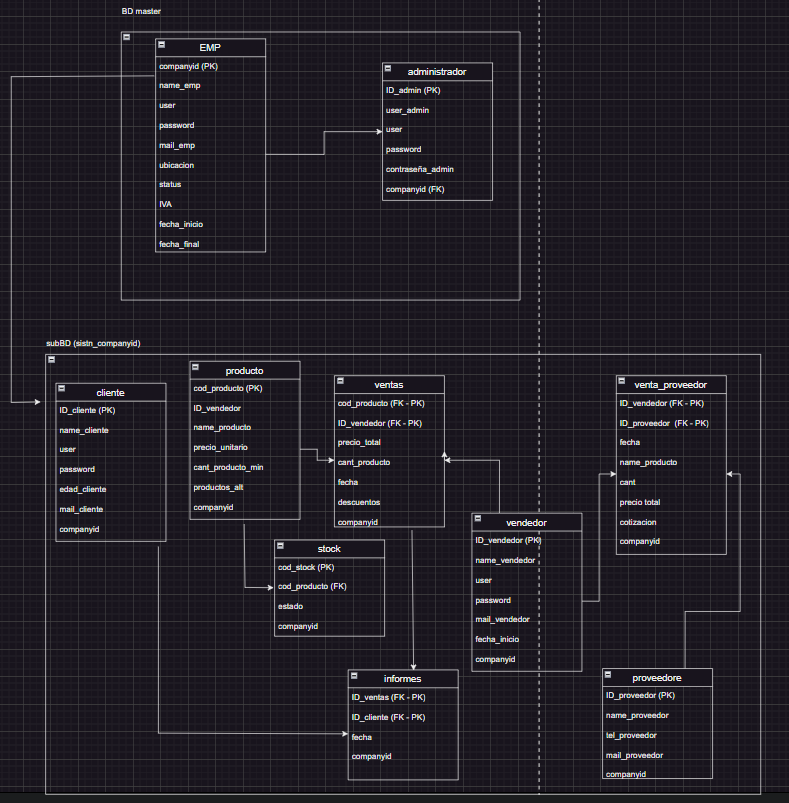 BD master
EMP
companyid (PK)
name_emp
user
password
mail_emp
ubicacion
status
IVA
fecha_inicio
fecha_final
administrador
ID_admin (PK)
user_admin
user
password
contraseña_admin
companyid (FK)
subBD (sistn_companyid)
cliente
ID_cliente (PK)
name_cliente
user
password
edad_cliente
mail_cliente
companyid
producto
cod_producto (PK)
ID_vendedor
name_producto
precio_unitario
cant_producto_min
productos_alt
companyid
ventas
cod_producto (FK - PK)
ID_vendedor (FK - PK)
precio_total
cant_producto
fecha
descuentos
companyid
venta_proveedor
ID_vendedor (FK - PK)
ID_proveedor (FK - PK)
fecha
name_producto
cant
precio total
cotizacion
companyid
stock
cod_stock (PK)
cod_producto (FK)
estado
companyid
vendedor
ID_vendedor (PK)
name_vendedor
user
password
mail_vendedor
fecha_inicio
companyid
informes
ID_ventas (FK - PK)
ID_cliente (FK - PK)
fecha
companyid
proveedore
ID_proveedor (PK)
name_proveedor
tel_proveedor
mail_proveedor
companyid